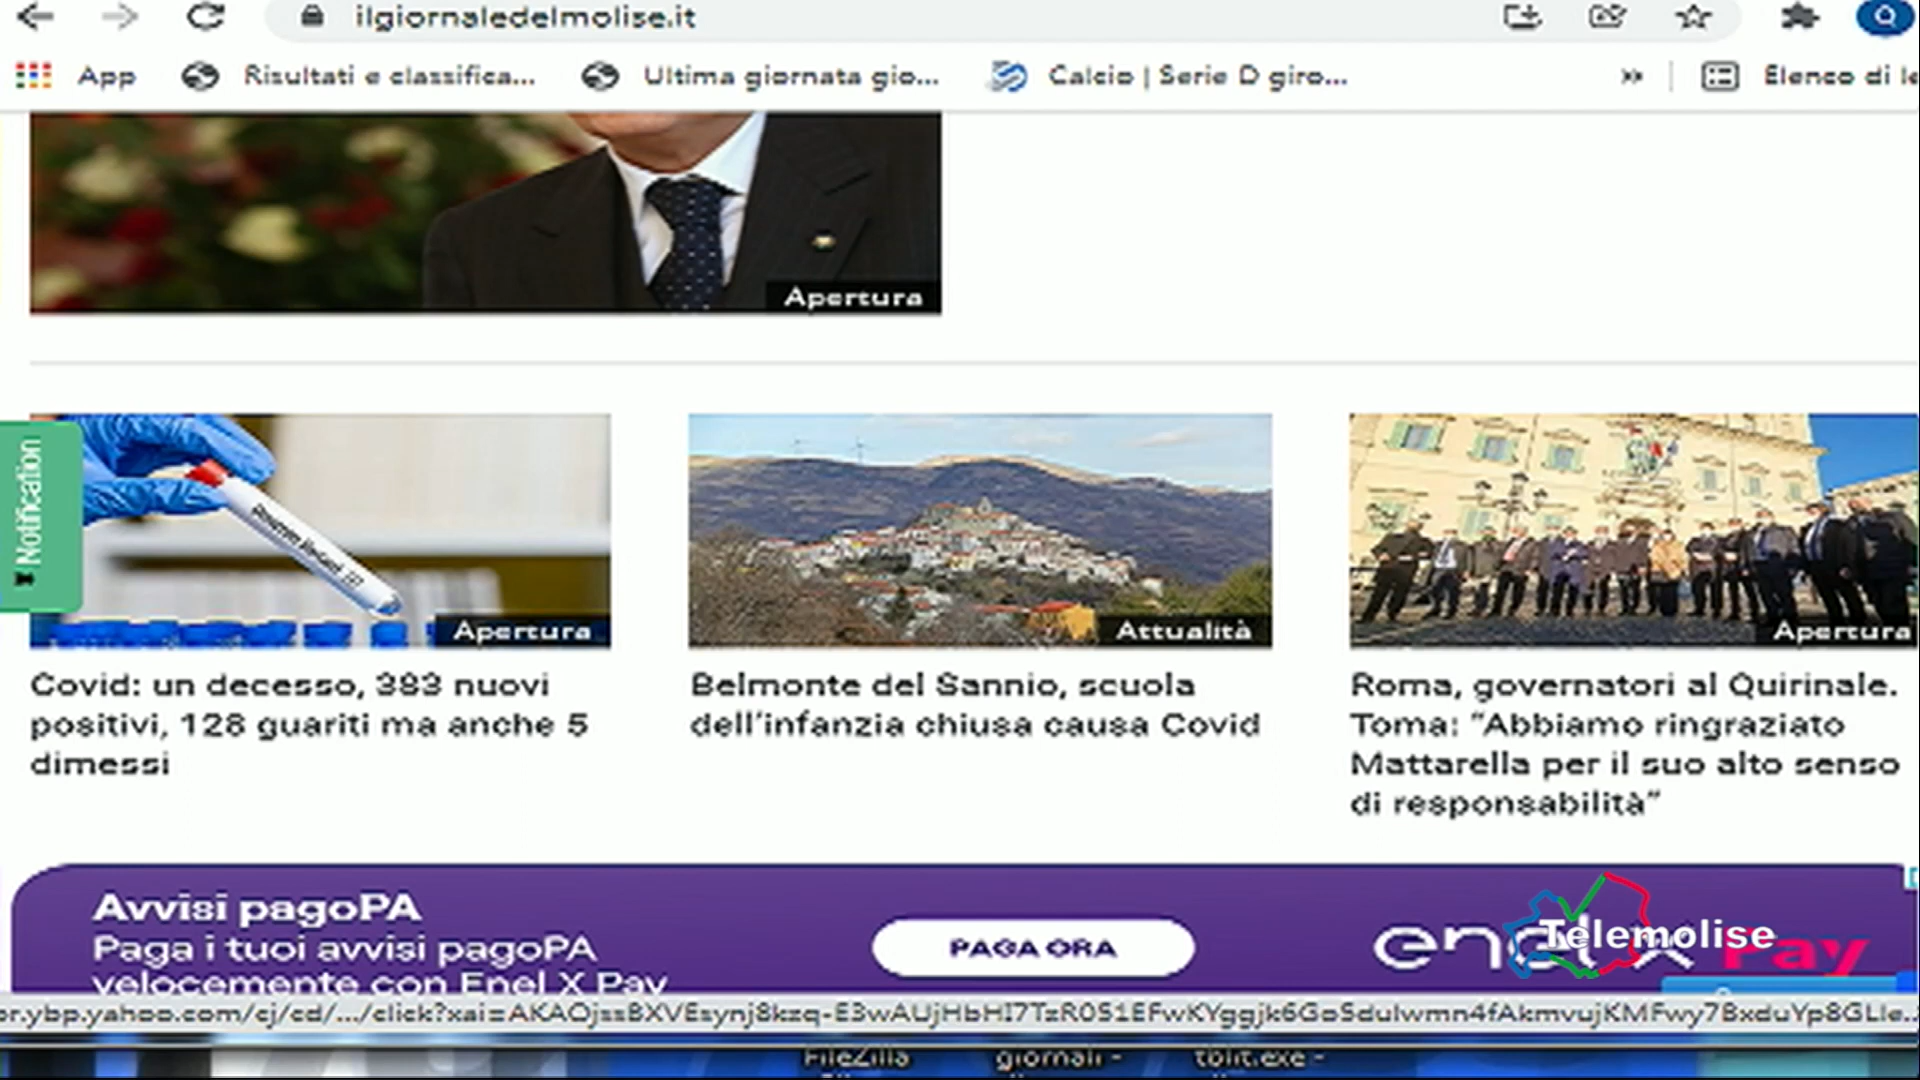 ilgiornaledelmolise.it
App
Risultati e classifica...
Ultima giornata gio...
Calcio | Serie D giro...
»
Elenco di le
Apertura
Notification
Apertura
Attualità
Apertura
Covid: un decesso, 383 nuovi
positivi, 128 guariti ma anche 5
dimessi
Belmonte del Sannio, scuola
dell'infanzia chiusa causa Covid
Roma, governatori al Quirinale.
Toma: "Abbiamo ringraziato
Mattarella per il suo alto senso
di responsabilità"
Avvisi pagoPA
Paga i tuoi avvisi pagoPA
velocemente con Enel X Pay
PAGA ORA
enel x Pay
Telemolise
FileZilla
giornali -
tblit.exe -